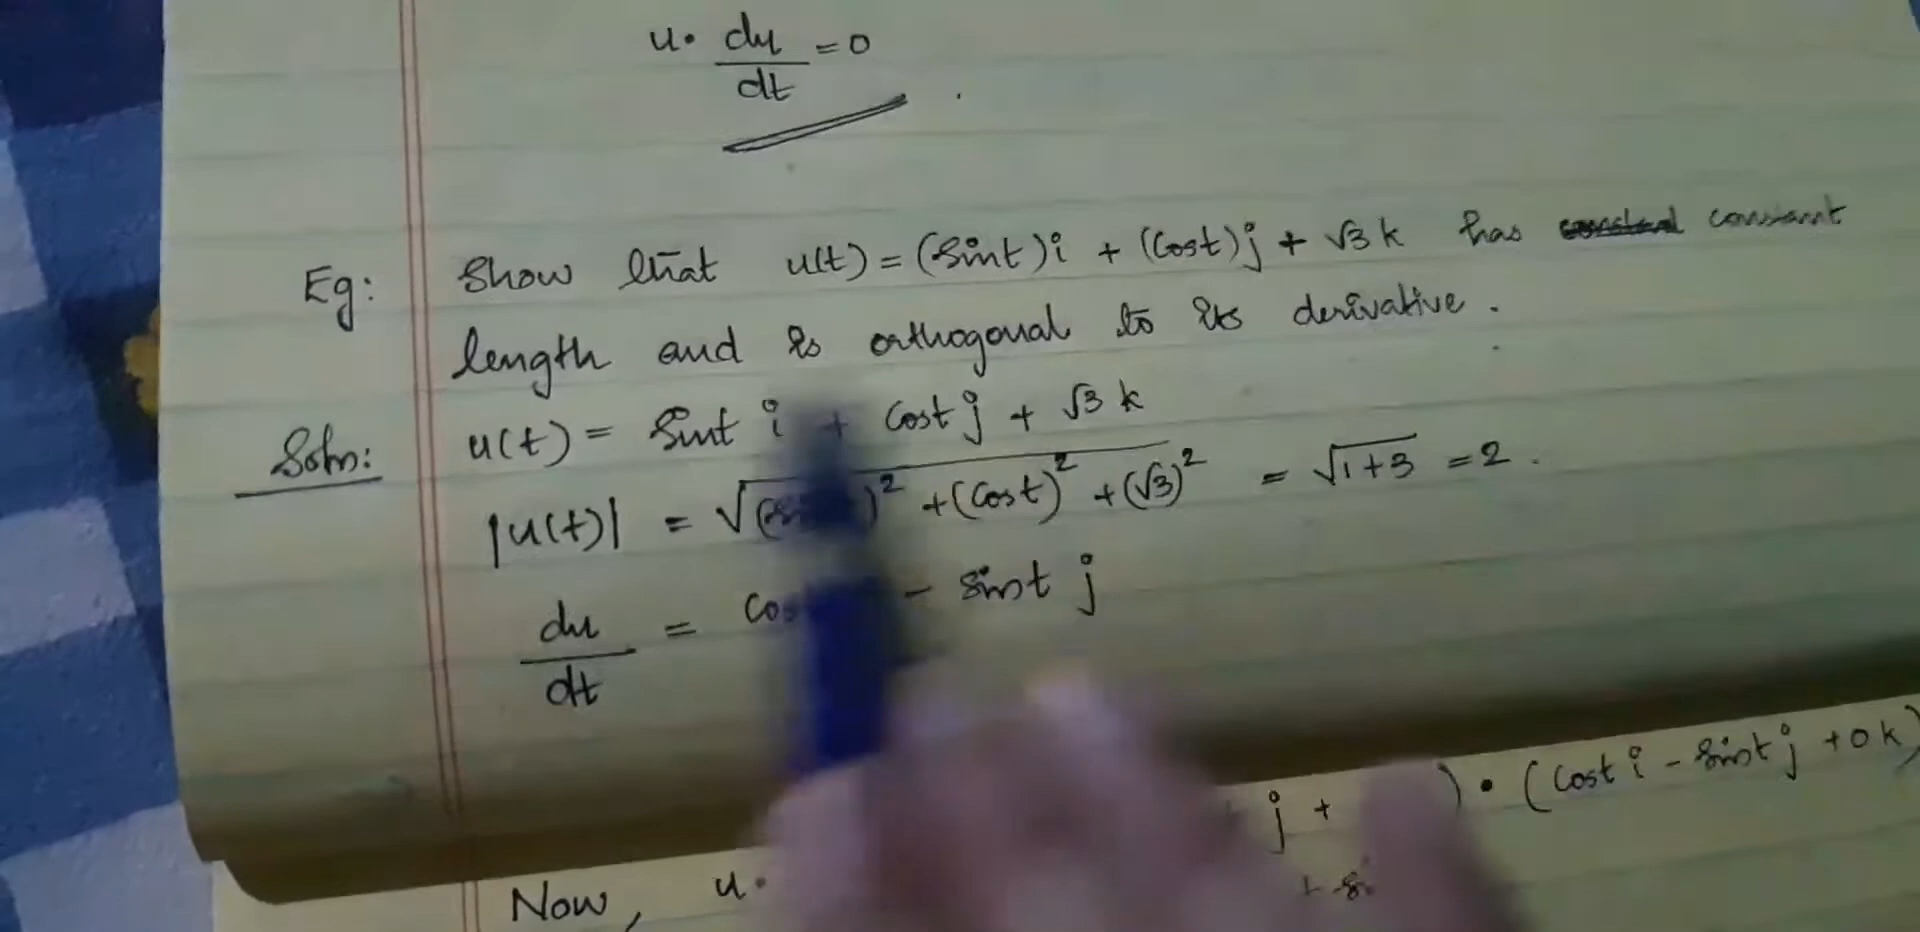 u· du/dt =0
Eg: Show that u(t) = (Sint)i + (Cost)j + √3 k has constant
length and is orthogonal to its derivative.
Soln: u(t) = Sint i + Cost j + √3 k
|u(t)| = √( )² + (Cost)² + (√3)² = √1+3 = 2.
du/dt = - Sint j
j + ) · (Cost i - Sint j + 0 k)
Now, u·